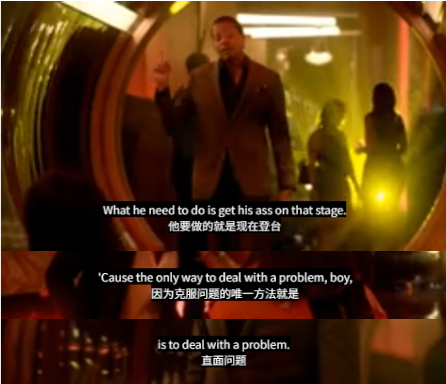 What he need to do is get his ass on that stage.
他要做的就是现在登台
'Cause the only way to deal with a problem, boy,
因为克服问题的唯一方法就是
is to deal with a problem.
直面问题